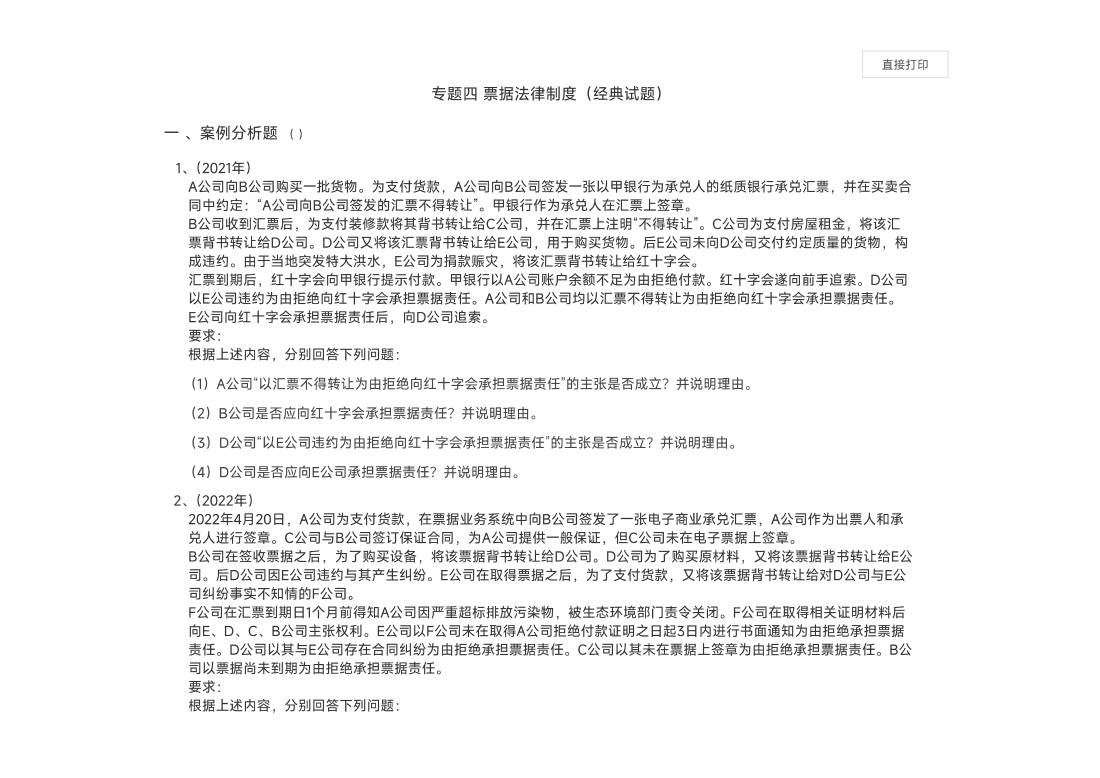 直接打印
专题四 票据法律制度（经典试题）
一 、案例分析题 （ ）
1、（2021年）
A公司向B公司购买一批货物。为支付货款，A公司向B公司签发一张以甲银行为承兑人的纸质银行承兑汇票，并在买卖合
同中约定：“A公司向B公司签发的汇票不得转让”。甲银行作为承兑人在汇票上签章。
B公司收到汇票后，为支付装修款将其背书转让给C公司，并在汇票上注明“不得转让”。C公司为支付房屋租金，将该汇
票背书转让给D公司。D公司又将该汇票背书转让给E公司，用于购买货物。后E公司未向D公司交付约定质量的货物，构
成违约。由于当地突发特大洪水，E公司为捐款赈灾，将该汇票背书转让给红十字会。
汇票到期后，红十字会向甲银行提示付款。甲银行以A公司账户余额不足为由拒绝付款。红十字会遂向前手追索。D公司
以E公司违约为由拒绝向红十字会承担票据责任。A公司和B公司均以汇票不得转让为由拒绝向红十字会承担票据责任。
E公司向红十字会承担票据责任后，向D公司追索。
要求：
根据上述内容，分别回答下列问题：
（1）A公司“以汇票不得转让为由拒绝向红十字会承担票据责任”的主张是否成立？并说明理由。
（2）B公司是否应向红十字会承担票据责任？并说明理由。
（3）D公司“以E公司违约为由拒绝向红十字会承担票据责任”的主张是否成立？并说明理由。
（4）D公司是否应向E公司承担票据责任？并说明理由。
2、（2022年）
2022年4月20日，A公司为支付货款，在票据业务系统中向B公司签发了一张电子商业承兑汇票，A公司作为出票人和承
兑人进行签章。C公司与B公司签订保证合同，为A公司提供一般保证，但C公司未在电子票据上签章。
B公司在签收票据之后，为了购买设备，将该票据背书转让给D公司。D公司为了购买原材料，又将该票据背书转让给E公
司。后D公司因E公司违约与其产生纠纷。E公司在取得票据之后，为了支付货款，又将该票据背书转让给对D公司与E公
司纠纷事实不知情的F公司。
F公司在汇票到期日1个月前得知A公司因严重超标排放污染物，被生态环境部门责令关闭。F公司在取得相关证明材料后
向E、D、C、B公司主张权利。E公司以F公司未在取得A公司拒绝付款证明之日起3日内进行书面通知为由拒绝承担票据
责任。D公司以其与E公司存在合同纠纷为由拒绝承担票据责任。C公司以其未在票据上签章为由拒绝承担票据责任。B公
司以票据尚未到期为由拒绝承担票据责任。
要求：
根据上述内容，分别回答下列问题：